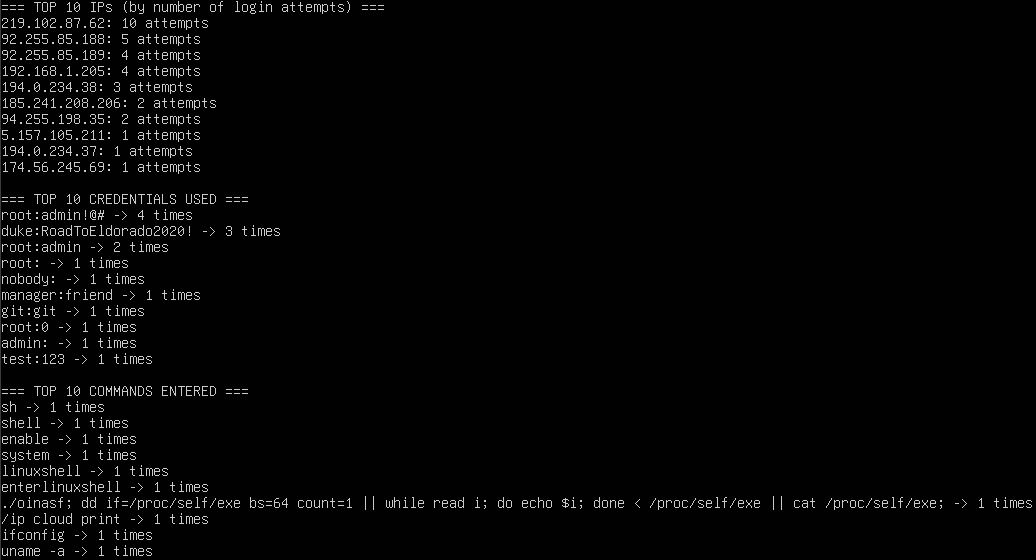 === TOP 10 IPs (by number of login attempts) ===
219.102.87.62: 10 attempts
92.255.85.188: 5 attempts
92.255.85.189: 4 attempts
192.168.1.205: 4 attempts
194.0.234.38: 3 attempts
185.241.208.206: 2 attempts
94.255.198.35: 2 attempts
5.157.105.211: 1 attempts
194.0.234.37: 1 attempts
174.56.245.69: 1 attempts
=== TOP 10 CREDENTIALS USED ===
root:admin!@# -> 4 times
duke:RoadToEldorado2020! -> 3 times
root:admin -> 2 times
root: -> 1 times
nobody: -> 1 times
manager:friend -> 1 times
git:git -> 1 times
root:0 -> 1 times
admin: -> 1 times
test:123 -> 1 times
=== TOP 10 COMMANDS ENTERED ===
sh -> 1 times
shell -> 1 times
enable -> 1 times
system -> 1 times
linuxshell -> 1 times
enterlinuxshell -> 1 times
./oinasf; dd if=/proc/self/exe bs=64 count=1 || while read i; do echo $i; done < /proc/self/exe || cat /proc/self/exe; -> 1 times
/ip cloud print -> 1 times
ifconfig -> 1 times
uname -a -> 1 times